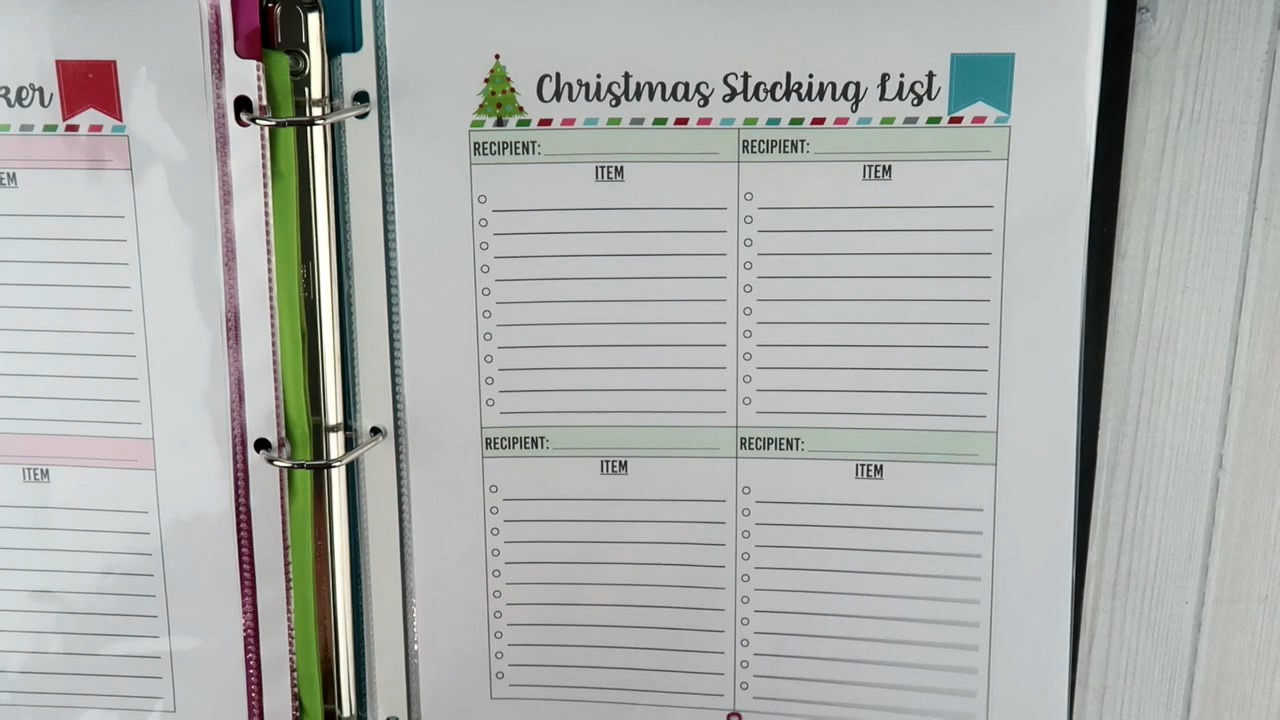 ker
EM
ITEM
Christmas Stocking List
RECIPIENT: RECIPIENT:
ITEM ITEM
RECIPIENT: RECIPIENT:
ITEM ITEM